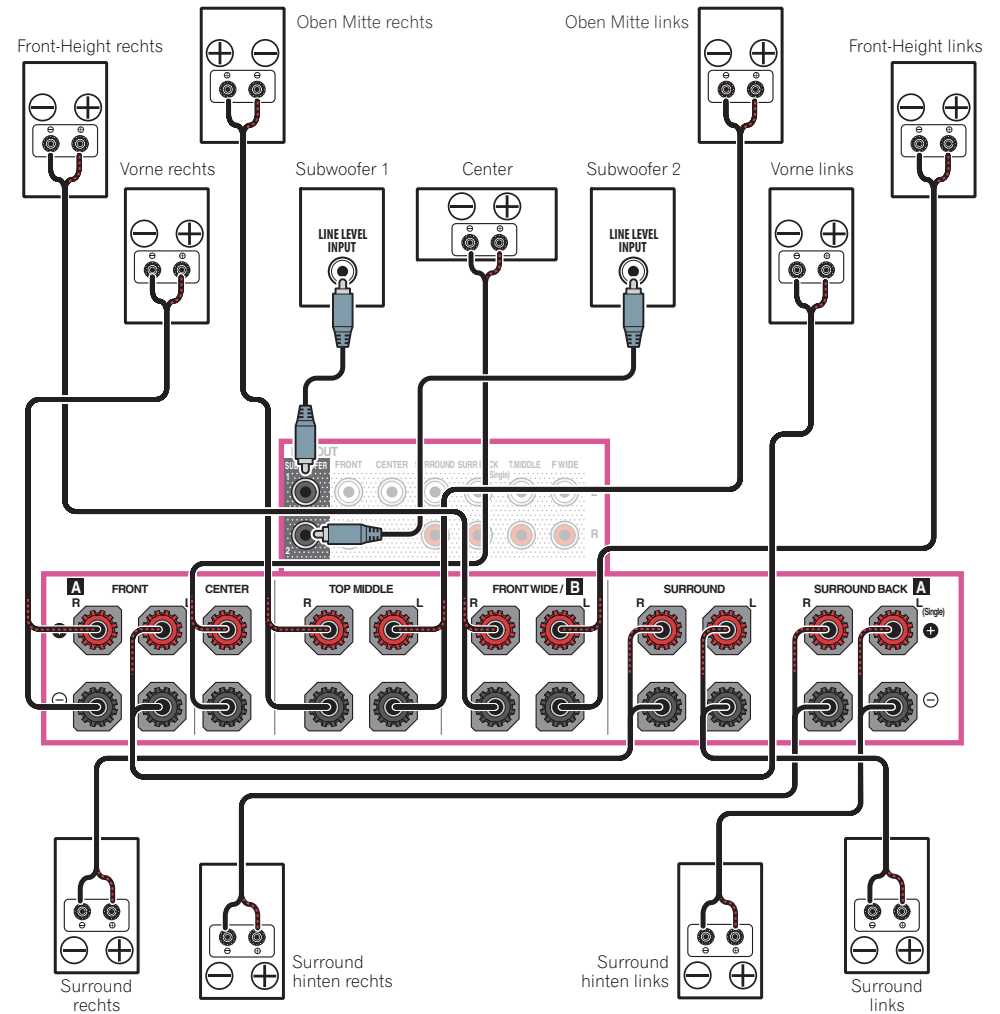 Oben Mitte rechts
Oben Mitte links
Front-Height rechts
Front-Height links
Vorne rechts
Subwoofer 1
Center
Subwoofer 2
Vorne links
LINE LEVEL
INPUT
LINE LEVEL
INPUT
OUT
SUBWOOFER
FRONT
CENTER
SURROUND
SURR BACK
T.MIDDLE
F WIDE
(Single)
1
L
2
R
A
FRONT
CENTER
TOP MIDDLE
FRONT WIDE / B
SURROUND
SURROUND BACK A
R
L
R
L
R
L
R
L
R
L
(Single)
Surround
rechts
Surround
hinten rechts
Surround
hinten links
Surround
links